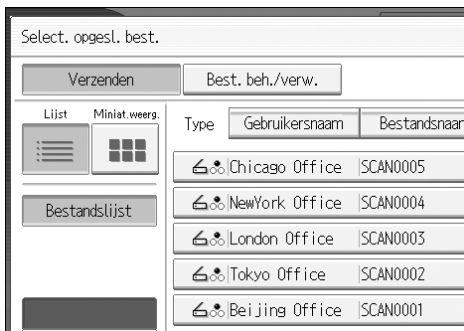 Select. opgesl. best.
Verzenden Best. beh./verw.
Lijst Miniat.weerg.
Type Gebruikersnaam Bestandsnaam
Chicago Office SCAN0005
Bestandslijst
NewYork Office SCAN0004
London Office SCAN0003
Tokyo Office SCAN0002
Beijing Office SCAN0001